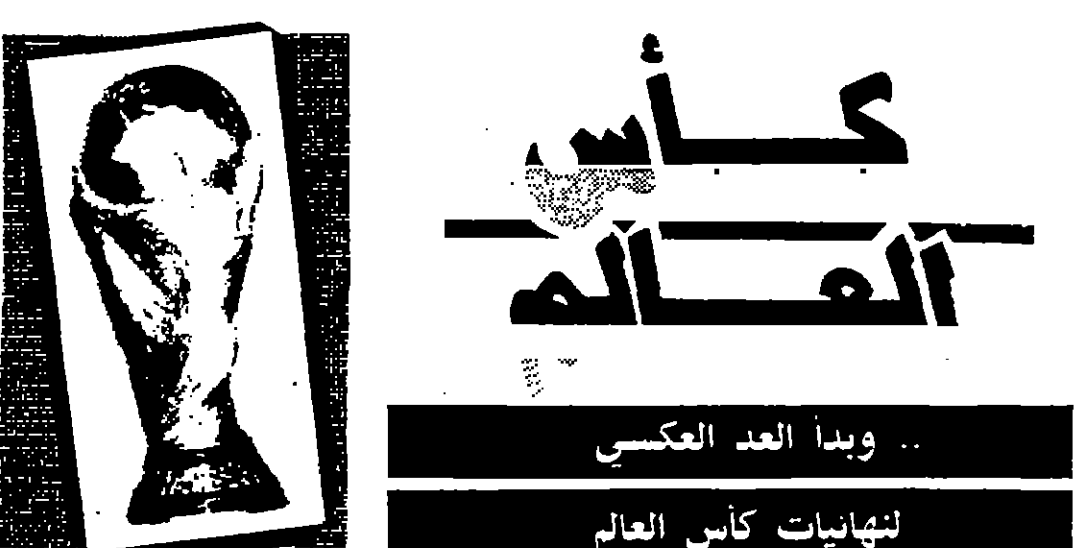 كأس
العالم
.. وبدأ العد العكسي
لنهائيات كأس العالم